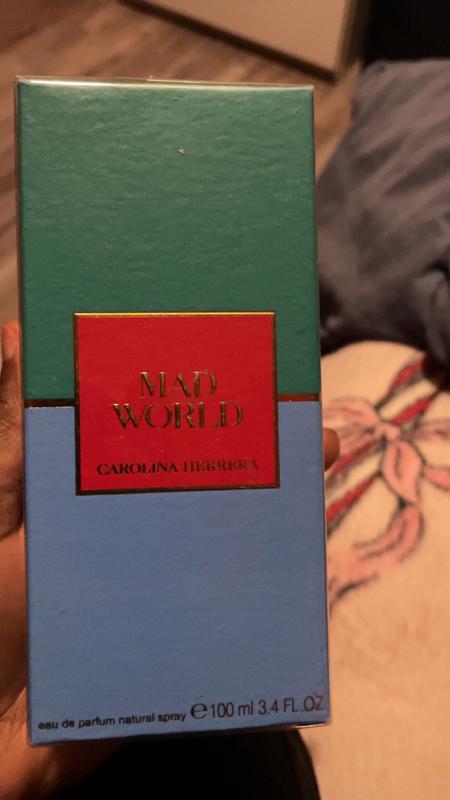 MAD
WORLD
CAROLINA HERRERA
eau de parfum natural spray ℮ 100 ml 3.4 FL.OZ